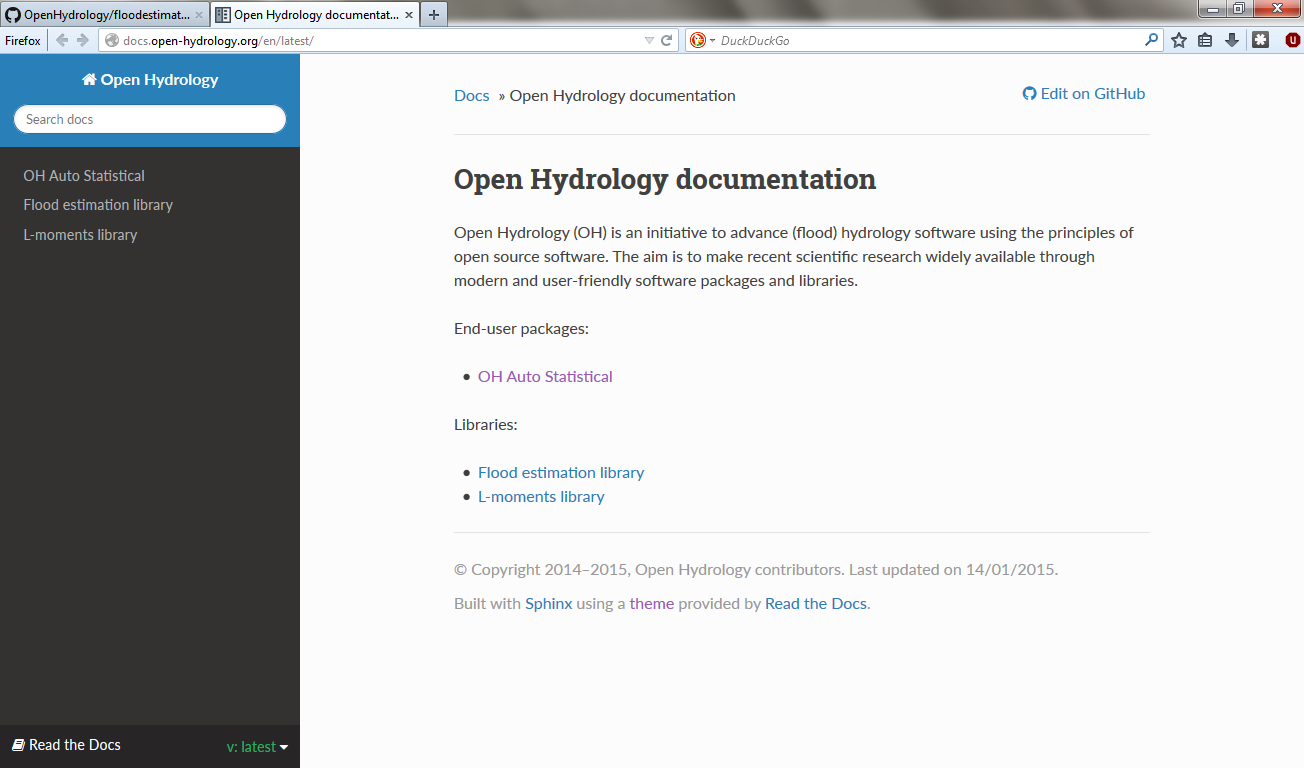 OpenHydrology/floodestimat...
Open Hydrology documentat...
Firefox
docs.open-hydrology.org/en/latest/
DuckDuckGo
Open Hydrology
Search docs
OH Auto Statistical
Flood estimation library
L-moments library
Read the Docs
v: latest
Docs » Open Hydrology documentation
Edit on GitHub
Open Hydrology documentation
Open Hydrology (OH) is an initiative to advance (flood) hydrology software using the principles of
open source software. The aim is to make recent scientific research widely available through
modern and user-friendly software packages and libraries.
End-user packages:
• OH Auto Statistical
Libraries:
• Flood estimation library
• L-moments library
© Copyright 2014–2015, Open Hydrology contributors. Last updated on 14/01/2015.
Built with Sphinx using a theme provided by Read the Docs.